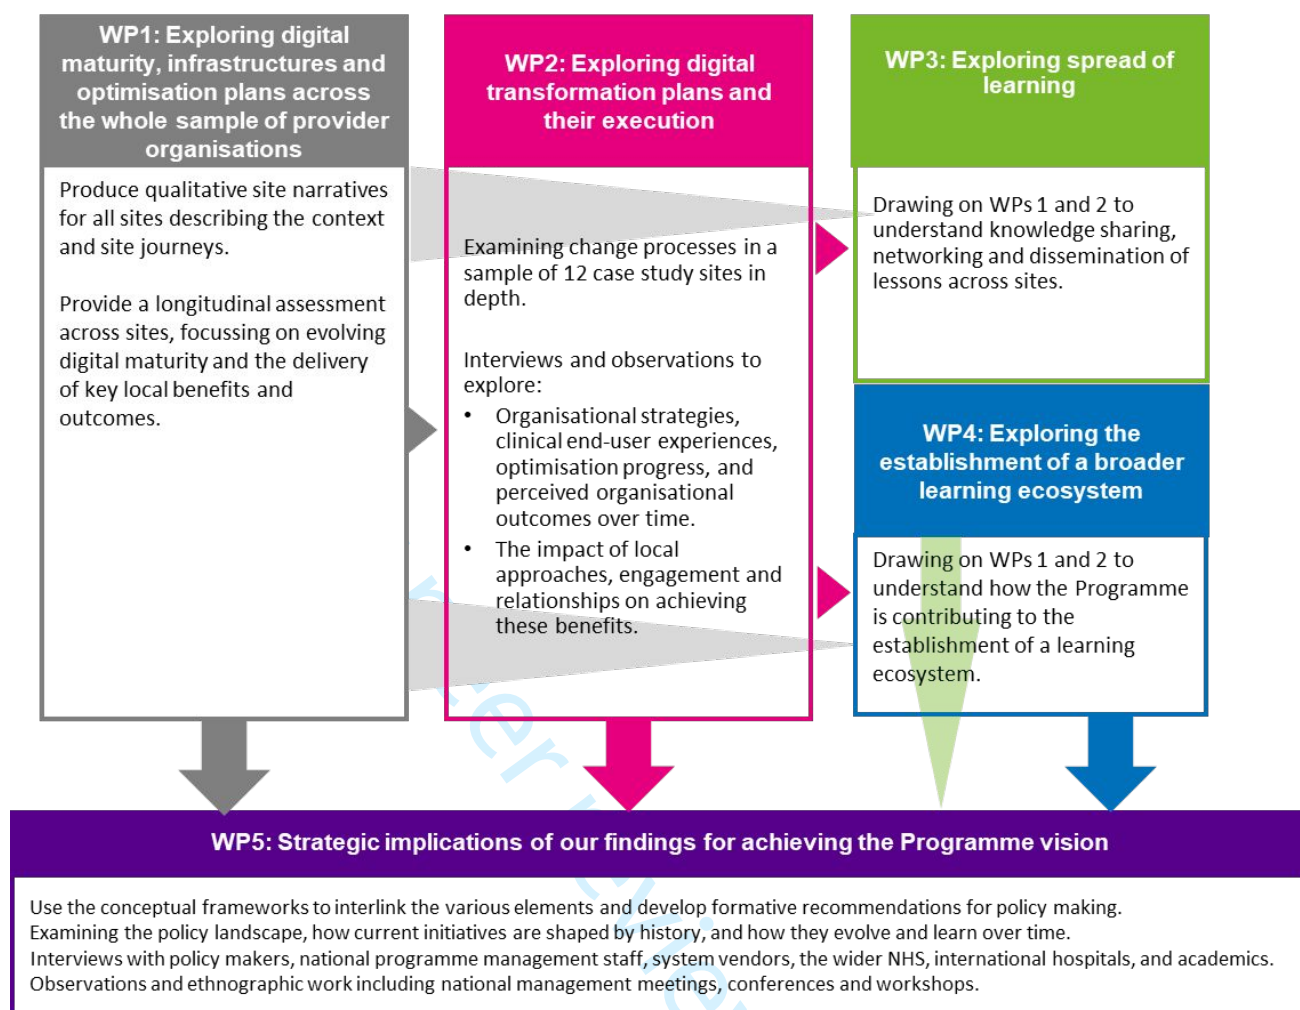 WP1: Exploring digital
maturity, infrastructures and
optimisation plans across
the whole sample of provider
organisations
Produce qualitative site narratives
for all sites describing the context
and site journeys.
Provide a longitudinal assessment
across sites, focussing on evolving
digital maturity and the delivery
of key local benefits and
outcomes.
WP2: Exploring digital
transformation plans and
their execution
Examining change processes in a
sample of 12 case study sites in
depth.
Interviews and observations to
explore:
• Organisational strategies,
clinical end-user experiences,
optimisation progress, and
perceived organisational
outcomes over time.
• The impact of local
approaches, engagement and
relationships on achieving
these benefits.
WP3: Exploring spread of
learning
Drawing on WPs 1 and 2 to
understand knowledge sharing,
networking and dissemination of
lessons across sites.
WP4: Exploring the
establishment of a broader
learning ecosystem
Drawing on WPs 1 and 2 to
understand how the Programme
is contributing to the
establishment of a learning
ecosystem.
WP5: Strategic implications of our findings for achieving the Programme vision
Use the conceptual frameworks to interlink the various elements and develop formative recommendations for policy making.
Examining the policy landscape, how current initiatives are shaped by history, and how they evolve and learn over time.
Interviews with policy makers, national programme management staff, system vendors, the wider NHS, international hospitals, and academics.
Observations and ethnographic work including national management meetings, conferences and workshops.